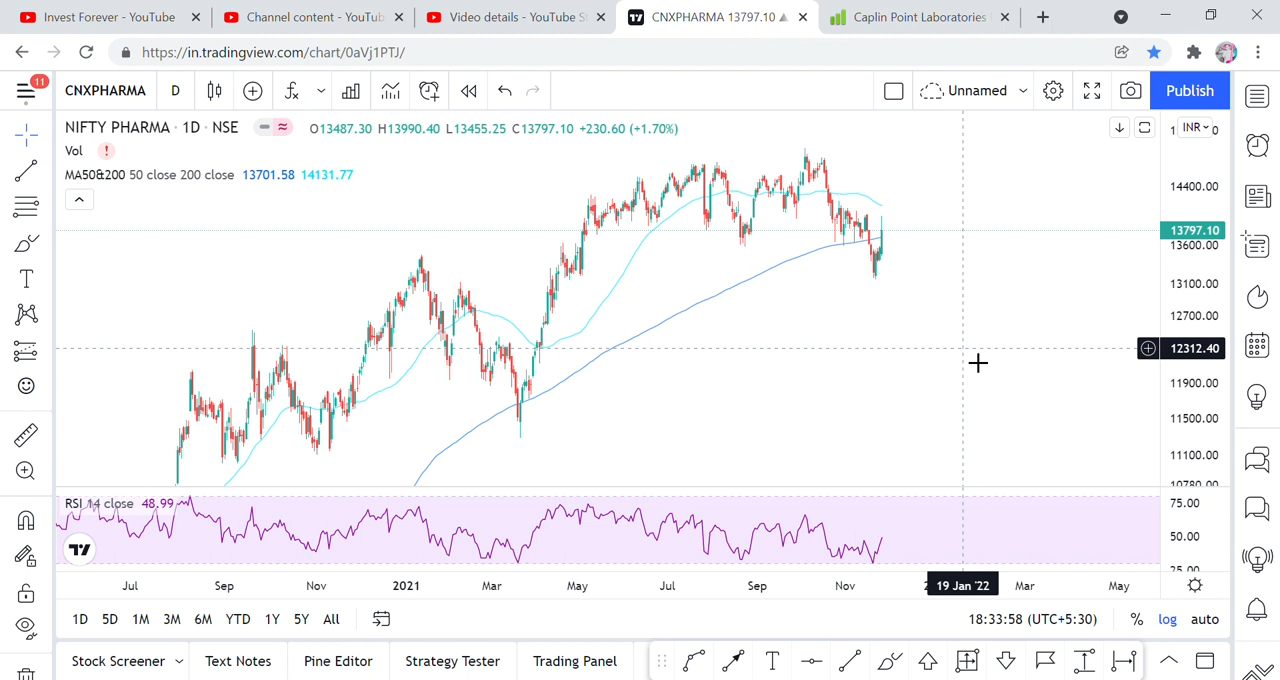 Invest Forever - YouTube
Channel content - YouTub
Video details - YouTube S
CNXPHARMA 13797.10
Caplin Point Laboratories
https://in.tradingview.com/chart/0aVj1PTJ/
11
CNXPHARMA
D
Unnamed
Publish
NIFTY PHARMA · 1D · NSE
O13487.30 H13990.40 L13455.25 C13797.10 +230.60 (+1.70%)
INR
Vol
MA50&200 50 close 200 close 13701.58 14131.77
14400.00
13797.10
13600.00
13100.00
12700.00
12312.40
11900.00
11500.00
11100.00
10780.00
RSI 14 close 48.99
75.00
50.00
25.00
Jul
Sep
Nov
2021
Mar
May
Jul
Sep
Nov
19 Jan '22
Mar
May
1D 5D 1M 3M 6M YTD 1Y 5Y All
18:33:58 (UTC+5:30)
% log auto
Stock Screener
Text Notes
Pine Editor
Strategy Tester
Trading Panel